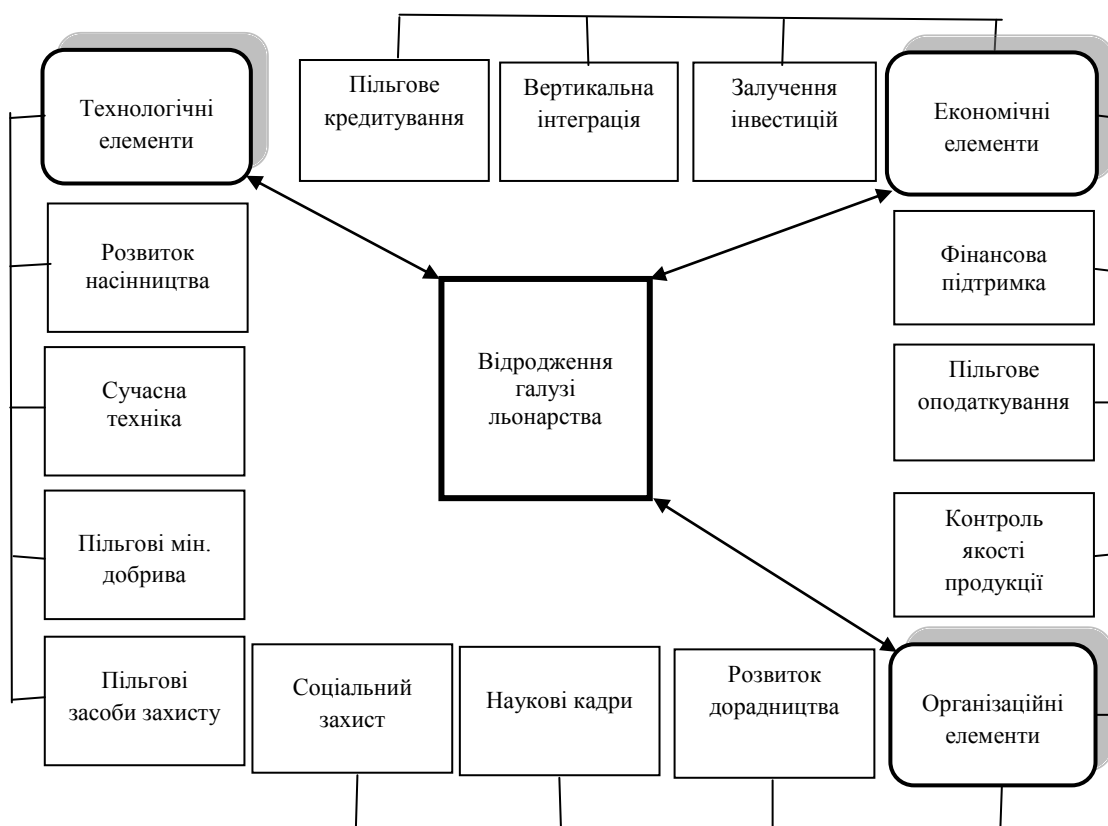 Технологічні
елементи
Пільгове
кредитування
Вертикальна
інтеграція
Залучення
інвестицій
Економічні
елементи
Розвиток
насінництва
Фінансова
підтримка
Відродження
галузі
льонарства
Сучасна
техніка
Пільгове
оподаткування
Пільгові мін.
добрива
Контроль
якості
продукції
Пільгові
засоби захисту
Соціальний
захист
Наукові кадри
Розвиток
дорадництва
Організаційні
елементи